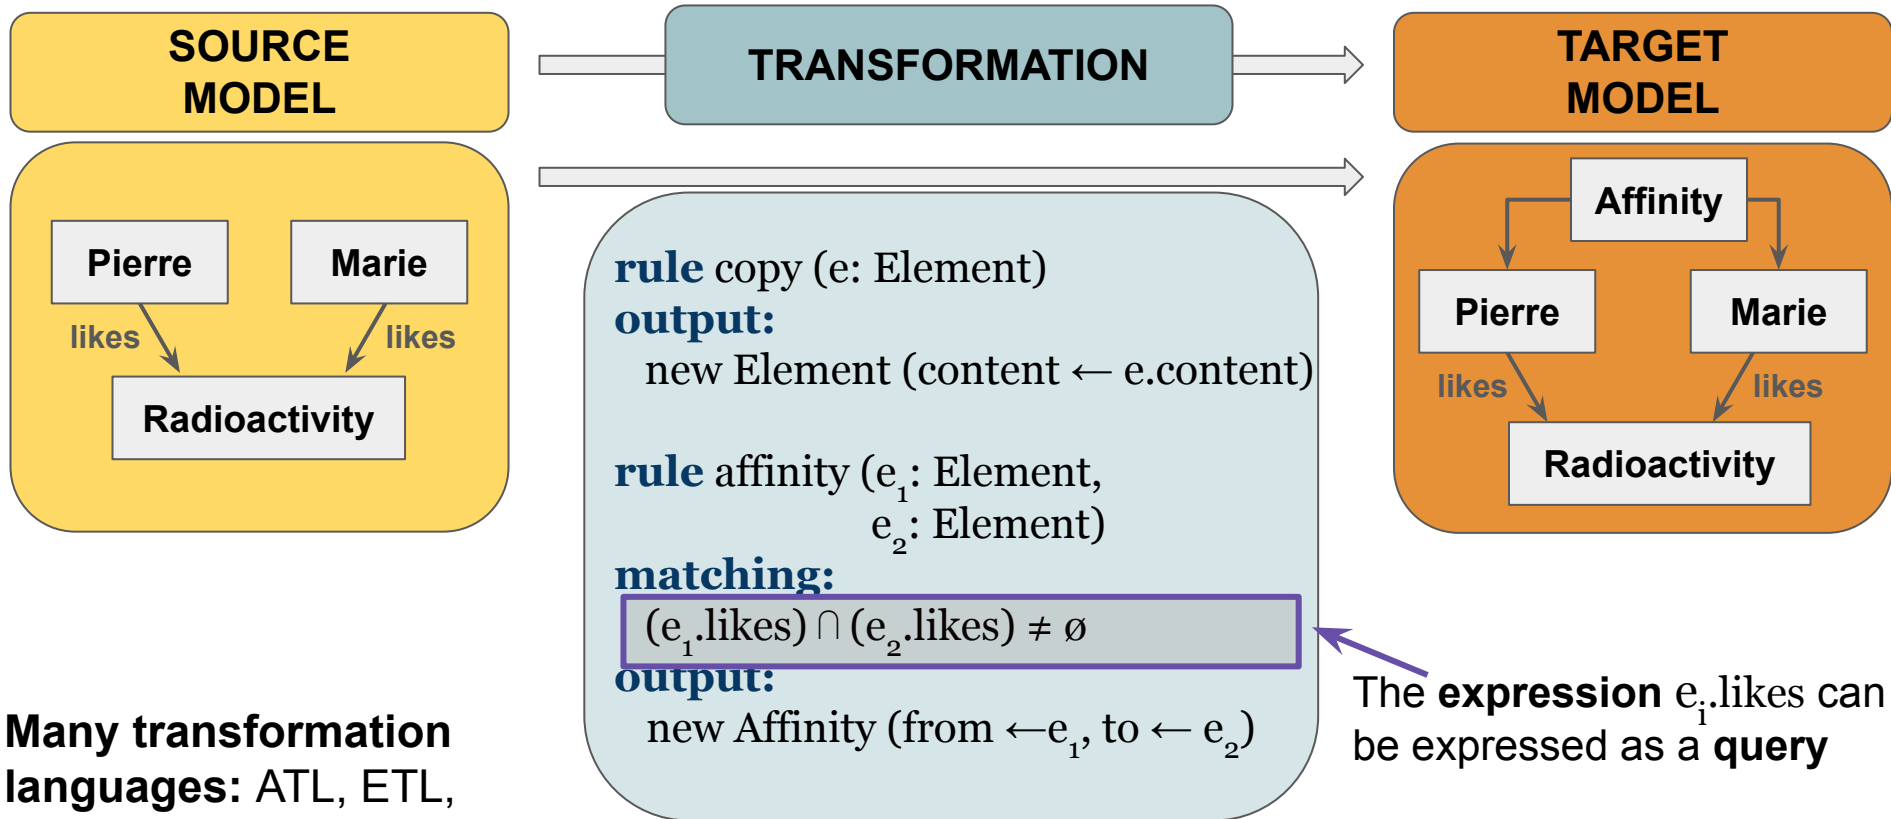 SOURCE
MODEL
TRANSFORMATION
TARGET
MODEL
Pierre
Marie
likes
likes
Radioactivity
rule copy (e: Element)
output:
new Element (content ← e.content)
rule affinity (e₁: Element,
e₂: Element)
matching:
(e₁.likes) ∩ (e₂.likes) ≠ ø
output:
new Affinity (from ←e₁, to ← e₂)
Affinity
Pierre
Marie
likes
likes
Radioactivity
The expression eᵢ.likes can
be expressed as a query
Many transformation
languages: ATL, ETL,